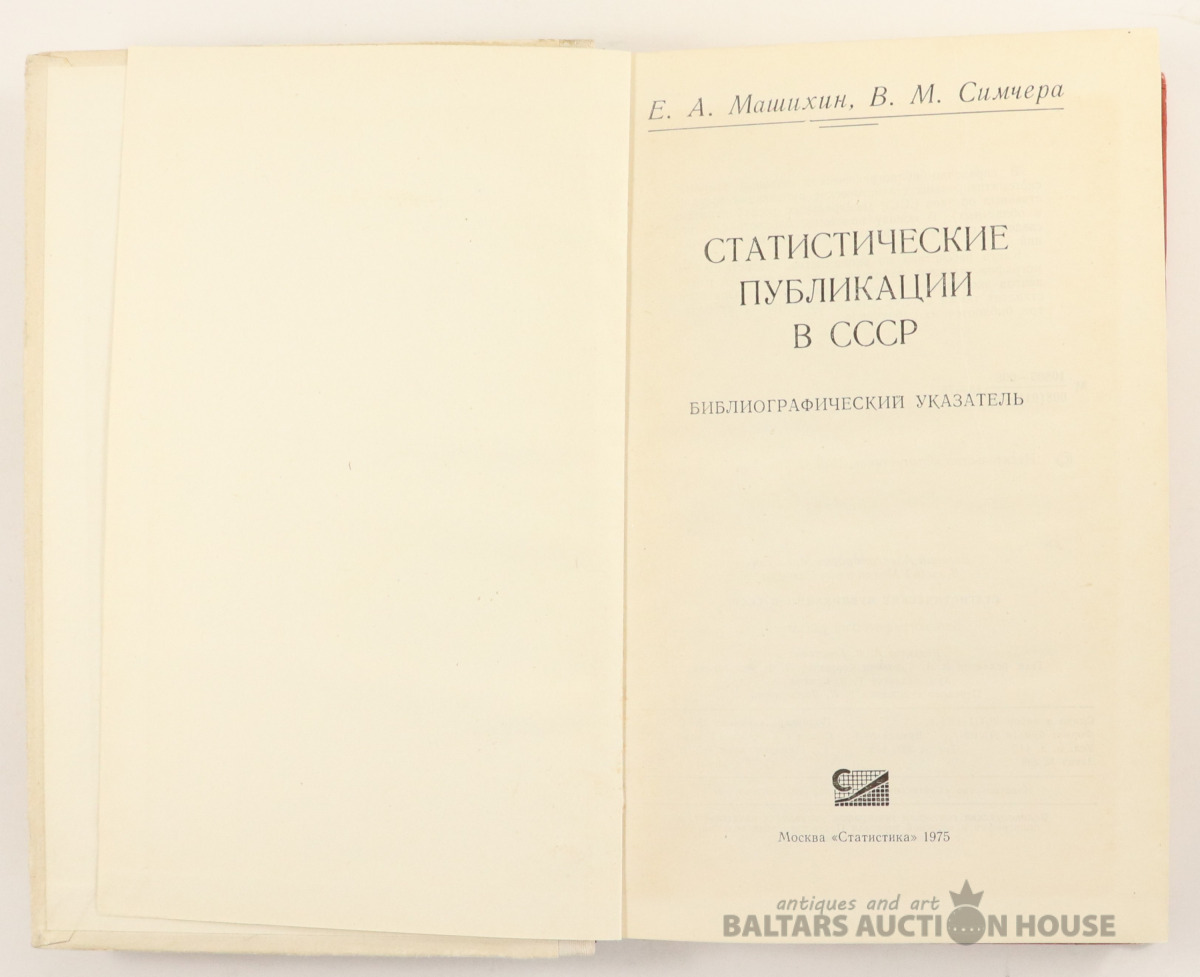 Е. А. Машихин, В. М. Симчера
СТАТИСТИЧЕСКИЕ
ПУБЛИКАЦИИ
В СССР
БИБЛИОГРАФИЧЕСКИЙ УКАЗАТЕЛЬ
Москва «Статистика» 1975
antiques and art
BALTARS AUCTION HOUSE